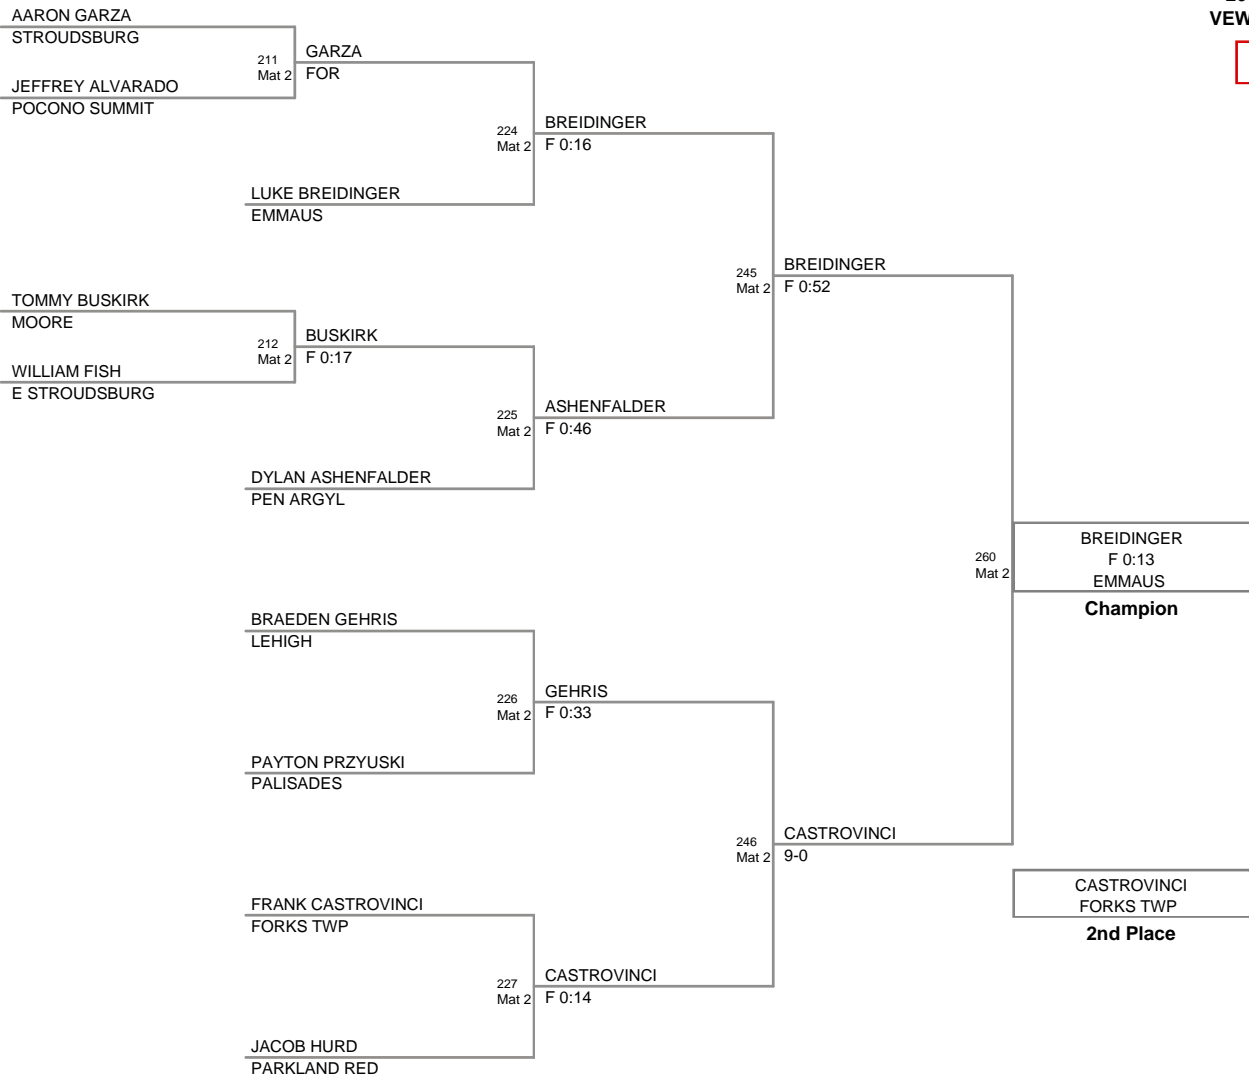 VEW
AARON GARZA
STROUDSBURG
211
Mat 2
GARZA
FOR
JEFFREY ALVARADO
POCONO SUMMIT
224
Mat 2
BREIDINGER
F 0:16
LUKE BREIDINGER
EMMAUS
245
Mat 2
BREIDINGER
F 0:52
TOMMY BUSKIRK
MOORE
212
Mat 2
BUSKIRK
F 0:17
WILLIAM FISH
E STROUDSBURG
225
Mat 2
ASHENFALDER
F 0:46
DYLAN ASHENFALDER
PEN ARGYL
260
Mat 2
BREIDINGER
F 0:13
EMMAUS
Champion
BRAEDEN GEHRIS
LEHIGH
226
Mat 2
GEHRIS
F 0:33
PAYTON PRZYUSKI
PALISADES
246
Mat 2
CASTROVINCI
9-0
FRANK CASTROVINCI
FORKS TWP
CASTROVINCI
FORKS TWP
2nd Place
227
Mat 2
CASTROVINCI
F 0:14
JACOB HURD
PARKLAND RED